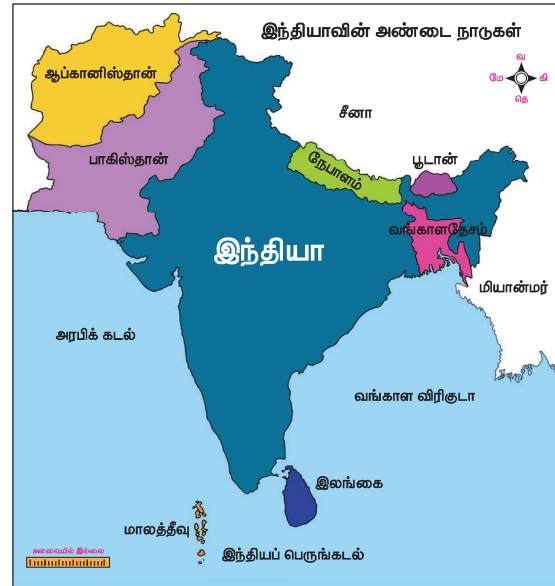 இந்தியாவின் அண்டை நாடுகள்
வ
மே கி
தெ
ஆப்கானிஸ்தான்
சீனா
பாகிஸ்தான்
நேபாளம்
பூடான்
வங்காளதேசம்
இந்தியா
மியான்மர்
அரபிக் கடல்
வங்காள விரிகுடா
இலங்கை
மாலத்தீவு
இந்தியப் பெருங்கடல்
அளவையில் இல்லை